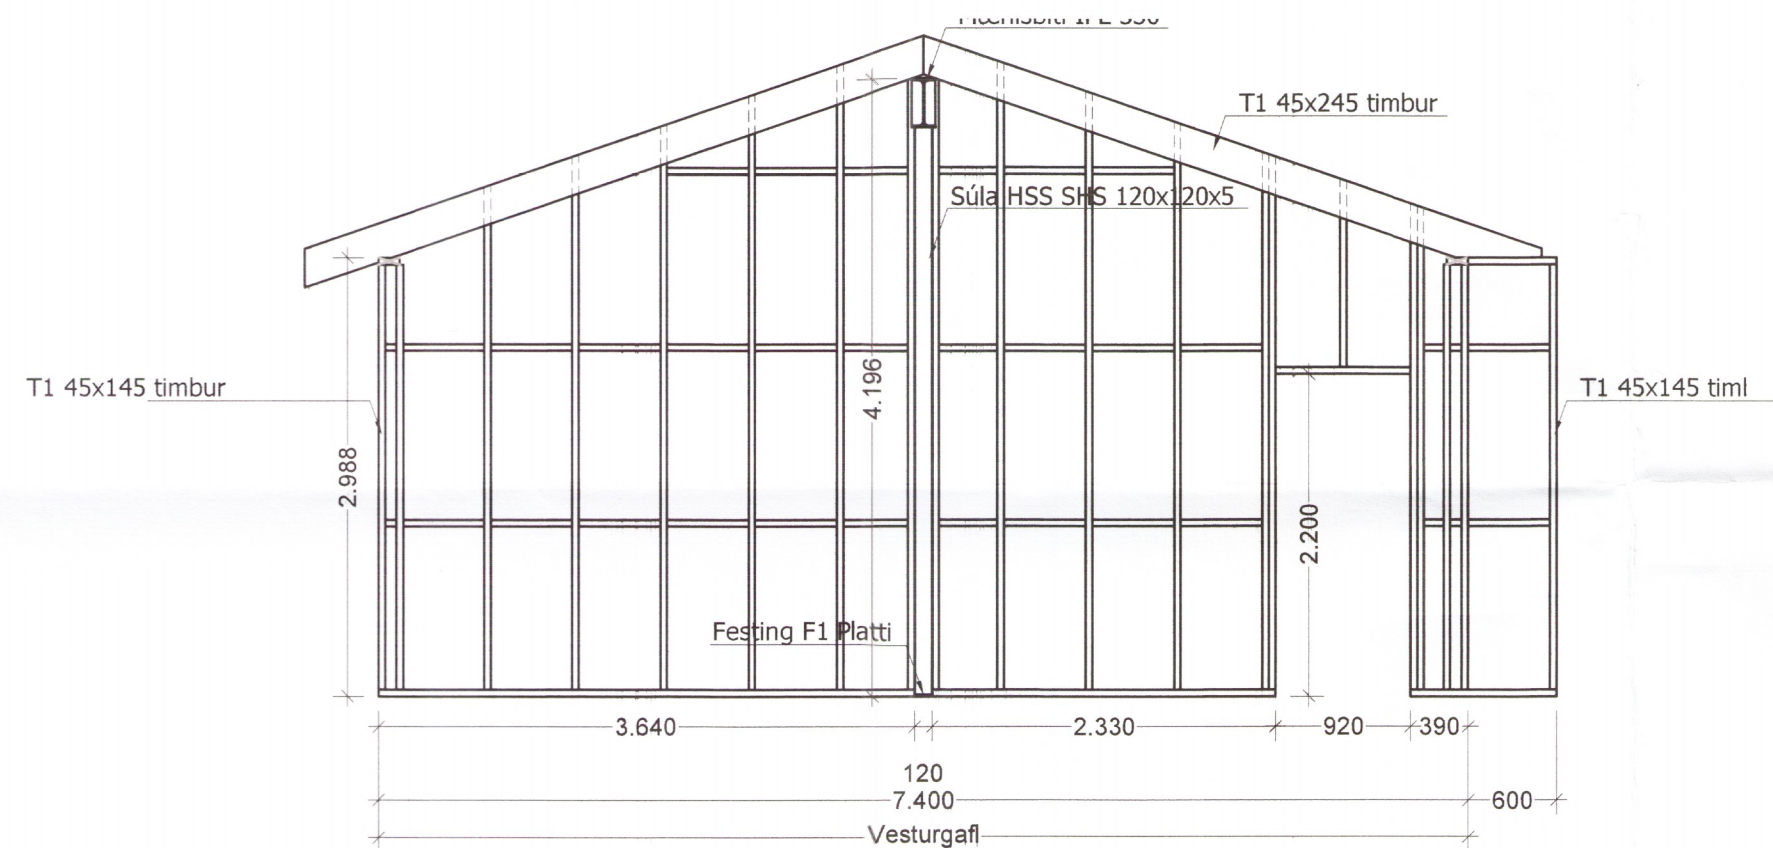 T1 45x245 timbur
Súla HSS SHS 120x120x5
T1 45x145 timbur
4.196
T1 45x145 timl
2.988
2.200
Festing F1 Platti
3.640
2.330
920
390
120
7.400
600
Vesturgafl